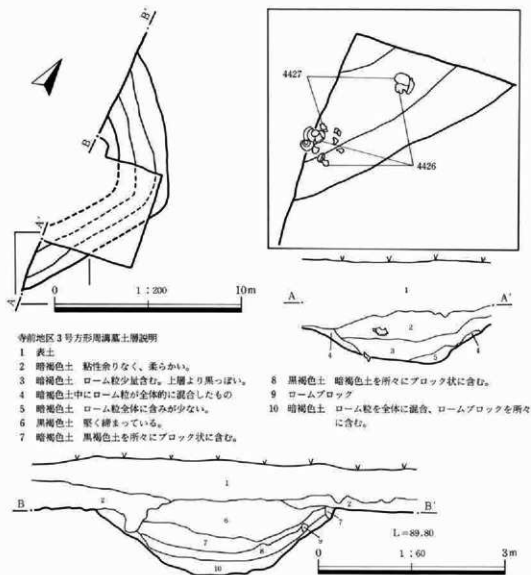 B'
B
A'
A
0 1:200 10m
4427
4426
寺前地区3号方形周溝墓土層説明
1 表土
2 暗褐色土 粘性余りなく、柔らかい。
3 暗褐色土 ローム粒少量含む。上層より黒っぽい。
4 暗褐色土中にローム粒が全体的に混合したもの
5 暗褐色土 ローム粒全体に含みが少ない。
6 黒褐色土 堅く締まっている。
7 暗褐色土 黒褐色土を所々にブロック状に含む。
A A'
1
2
3
4
5
4
8 黒褐色土 暗褐色土を所々にブロック状に含む。
9 ロームブロック
10 暗褐色土 ローム粒を全体に混合、ロームブロックを所々
に含む。
B B'
1
2
2
6
7
7
8
9
10
L=89.80
0 1:60 3m